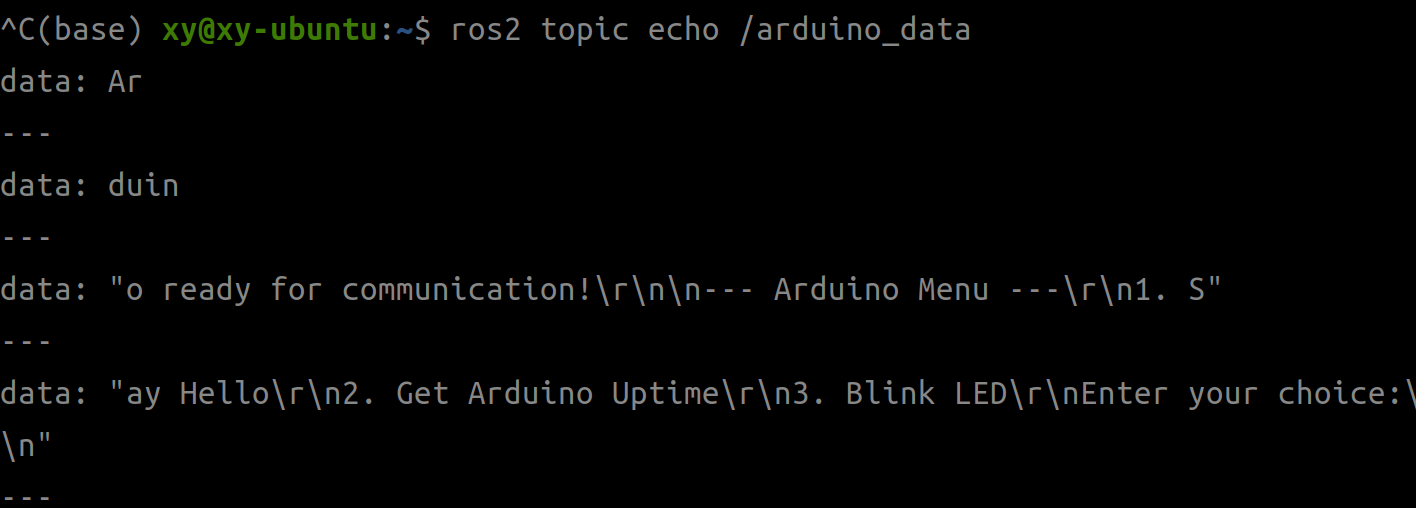 ^C(base) xy@xy-ubuntu:~$ ros2 topic echo /arduino_data
data: Ar
---
data: duin
---
data: "o ready for communication!\r\n\n--- Arduino Menu ---\r\n1. S"
---
data: "ay Hello\r\n2. Get Arduino Uptime\r\n3. Blink LED\r\nEnter your choice:\
\n"
---